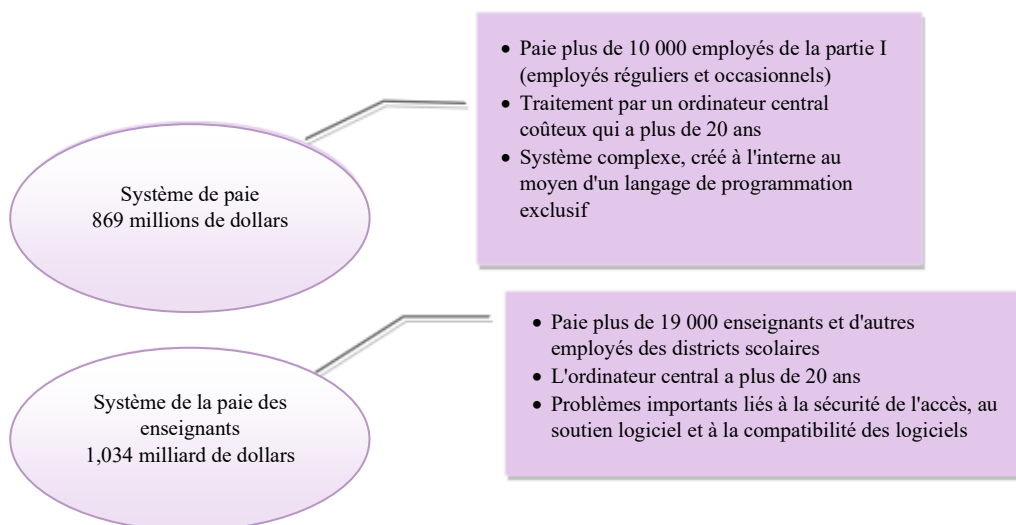 Système de paie
869 millions de dollars
• Paie plus de 10 000 employés de la partie I
(employés réguliers et occasionnels)
• Traitement par un ordinateur central
coûteux qui a plus de 20 ans
• Système complexe, créé à l'interne au
moyen d'un langage de programmation
exclusif
Système de la paie des
enseignants
1,034 milliard de dollars
• Paie plus de 19 000 enseignants et d'autres
employés des districts scolaires
• L'ordinateur central a plus de 20 ans
• Problèmes importants liés à la sécurité de l'accès, au
soutien logiciel et à la compatibilité des logiciels